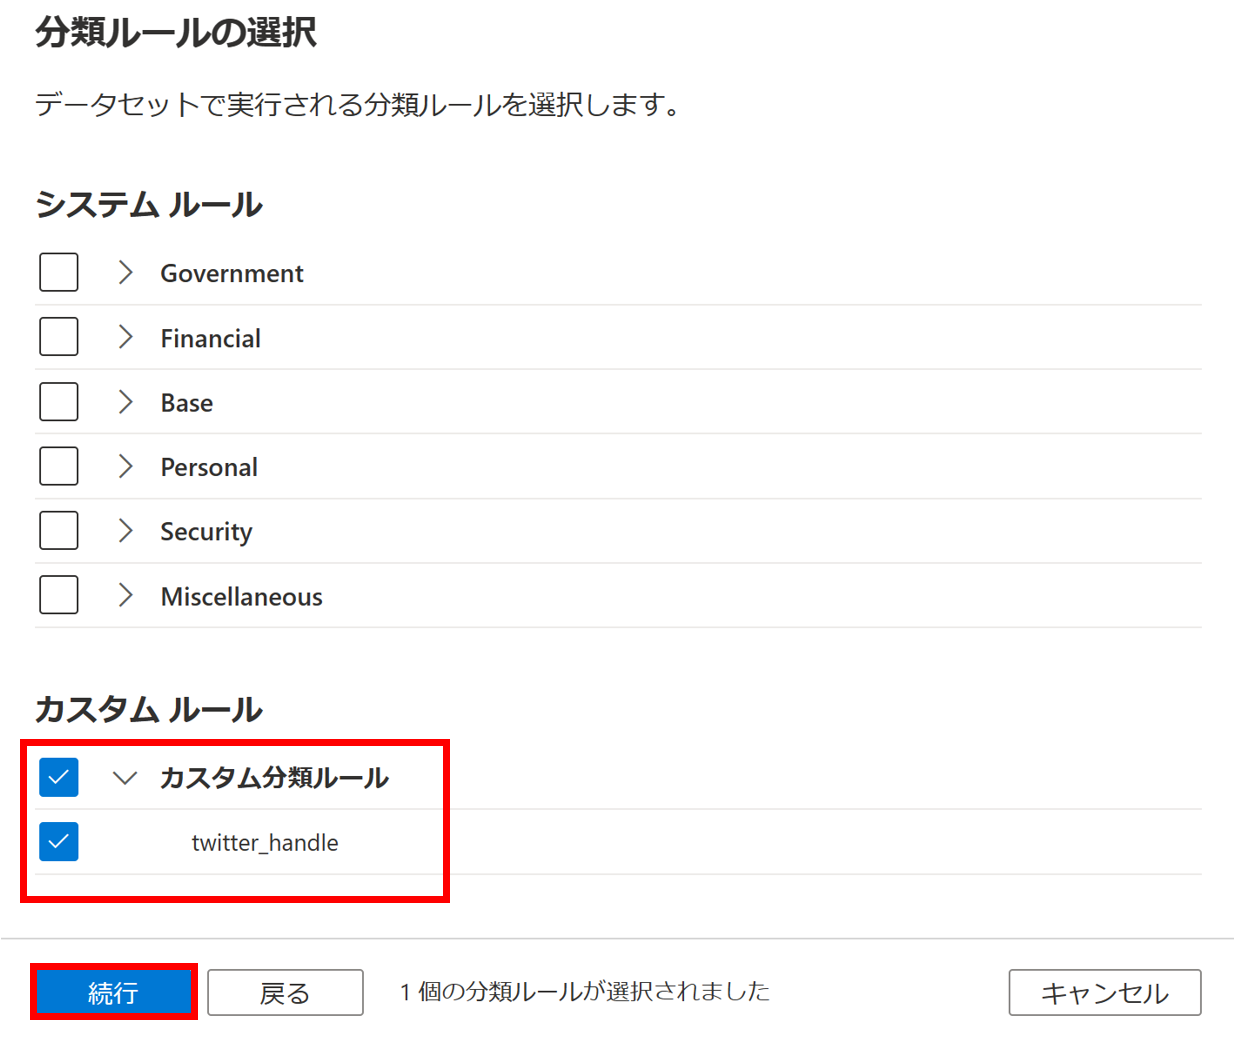 分類ルールの選択
データセットで実行される分類ルールを選択します。
システム ルール
Government
Financial
Base
Personal
Security
Miscellaneous
カスタム ルール
カスタム分類ルール
twitter_handle
続行
戻る
1 個の分類ルールが選択されました
キャンセル